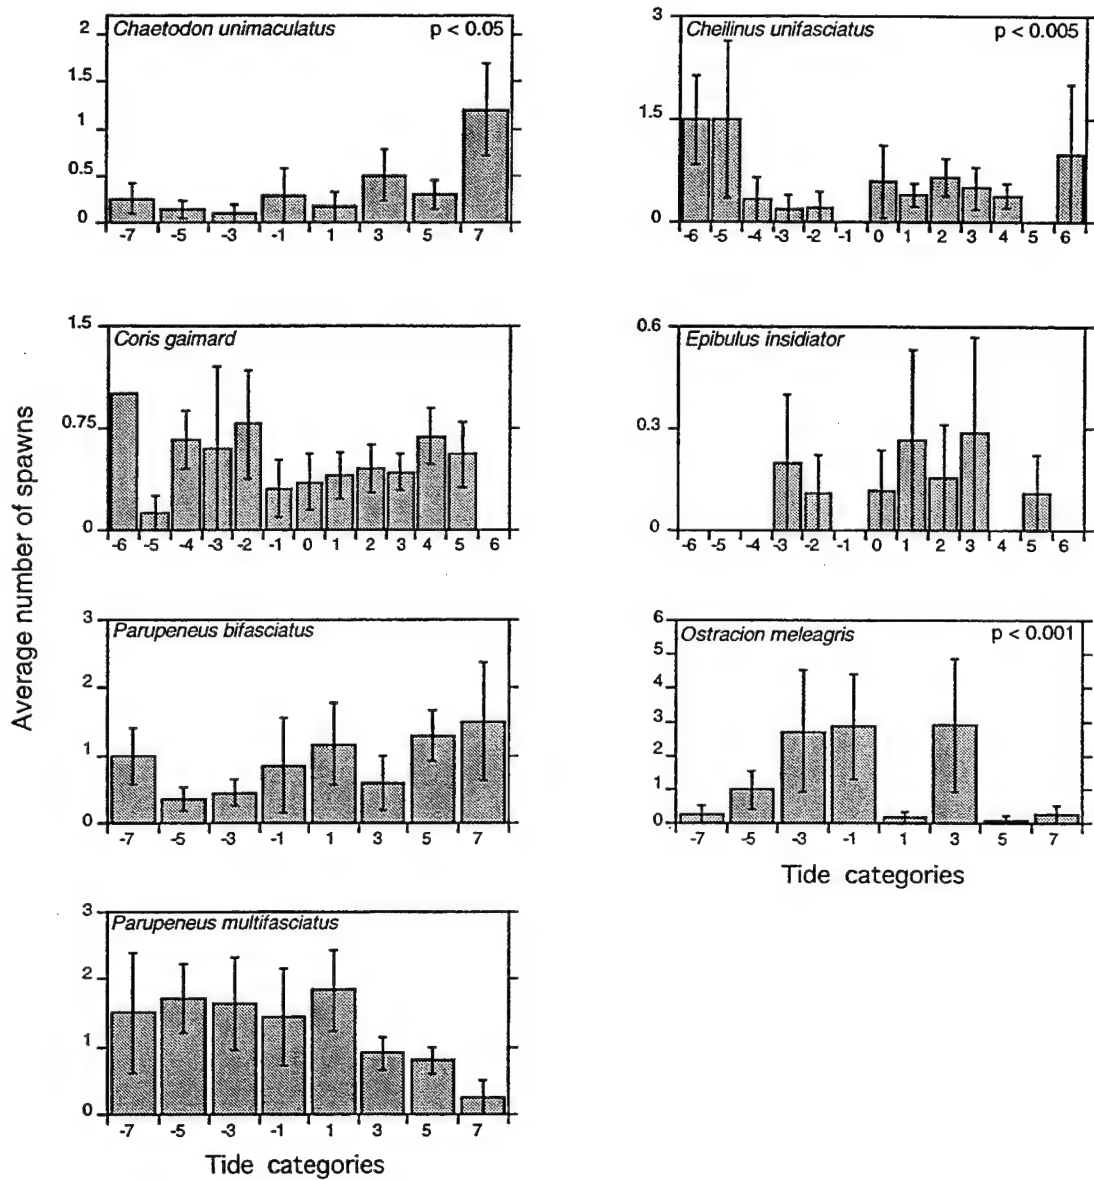 Average number of spawns
Chaetodon unimaculatus p < 0.05
2
1.5
1
0.5
0
-7 -5 -3 -1 1 3 5 7
Cheilinus unifasciatus p < 0.005
3
1.5
0
-6 -5 -4 -3 -2 -1 0 1 2 3 4 5 6
Coris gaimard
1.5
0.75
0
-6 -5 -4 -3 -2 -1 0 1 2 3 4 5 6
Epibulus insidiator
0.6
0.3
0
-6 -5 -4 -3 -2 -1 0 1 2 3 4 5 6
Parupeneus bifasciatus
3
2
1
0
-7 -5 -3 -1 1 3 5 7
Ostracion meleagris p < 0.001
6
5
4
3
2
1
0
-7 -5 -3 -1 1 3 5 7
Tide categories
Parupeneus multifasciatus
3
2
1
0
-7 -5 -3 -1 1 3 5 7
Tide categories